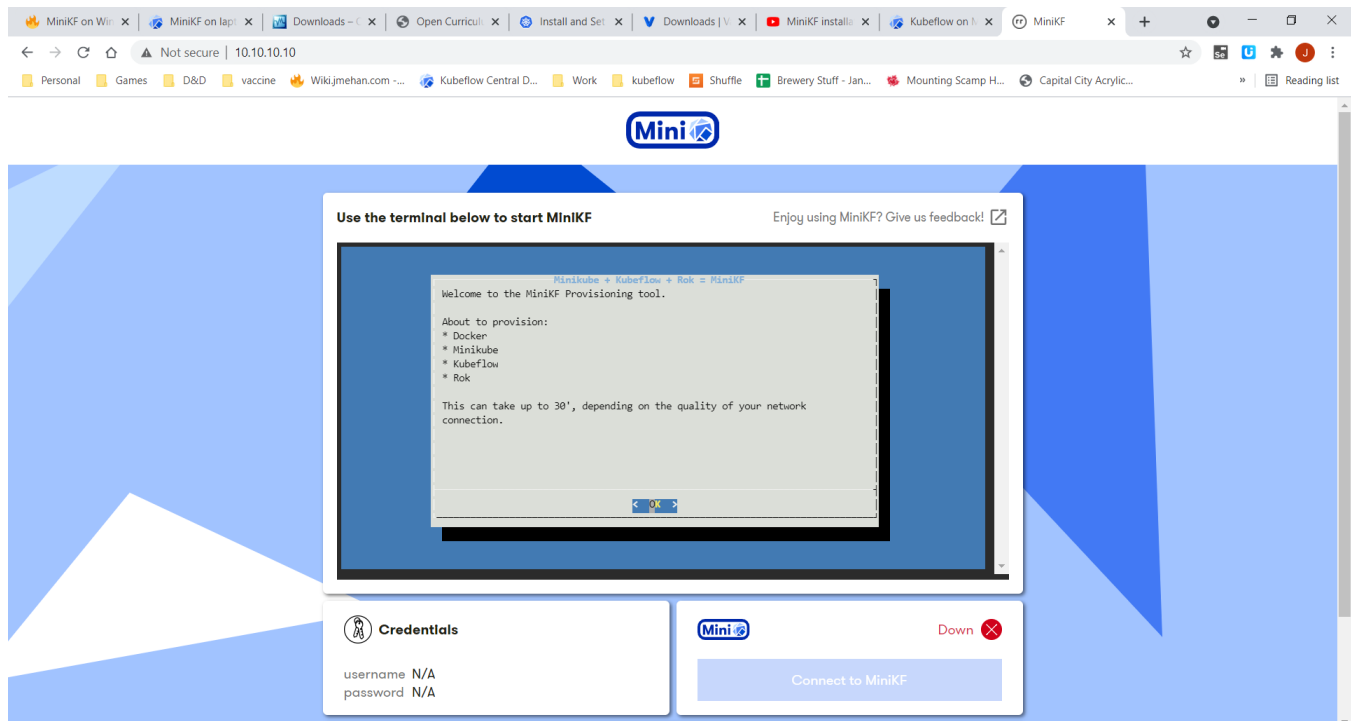 MiniKF on Win
MiniKF on lapt
Downloads – O
Open Curricul
Install and Set
Downloads | V
MiniKF installa
Kubeflow on M
MiniKF
Not secure | 10.10.10.10
Personal
Games
D&D
vaccine
Wiki.jmehan.com -...
Kubeflow Central D...
Work
kubeflow
Shuffle
Brewery Stuff - Jan...
Mounting Scamp H...
Capital City Acrylic...
»
Reading list
Mini
Use the terminal below to start MiniKF
Enjoy using MiniKF? Give us feedback!
Minikube + Kubeflow + Rok = MiniKF
Welcome to the MiniKF Provisioning tool.
About to provision:
* Docker
* Minikube
* Kubeflow
* Rok
This can take up to 30', depending on the quality of your network
connection.
< OK >
Credentials
username N/A
password N/A
Mini
Down
Connect to MiniKF